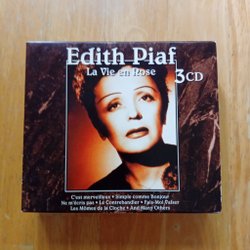 Edith Piaf
La Vie en Rose
3CD
C'est merveilleux • Simple comme Bonjour
Ne m'écris pas • Le Contrebandier • Fais-Moi Valser
Les Mômes de la Cloche • And Many Others